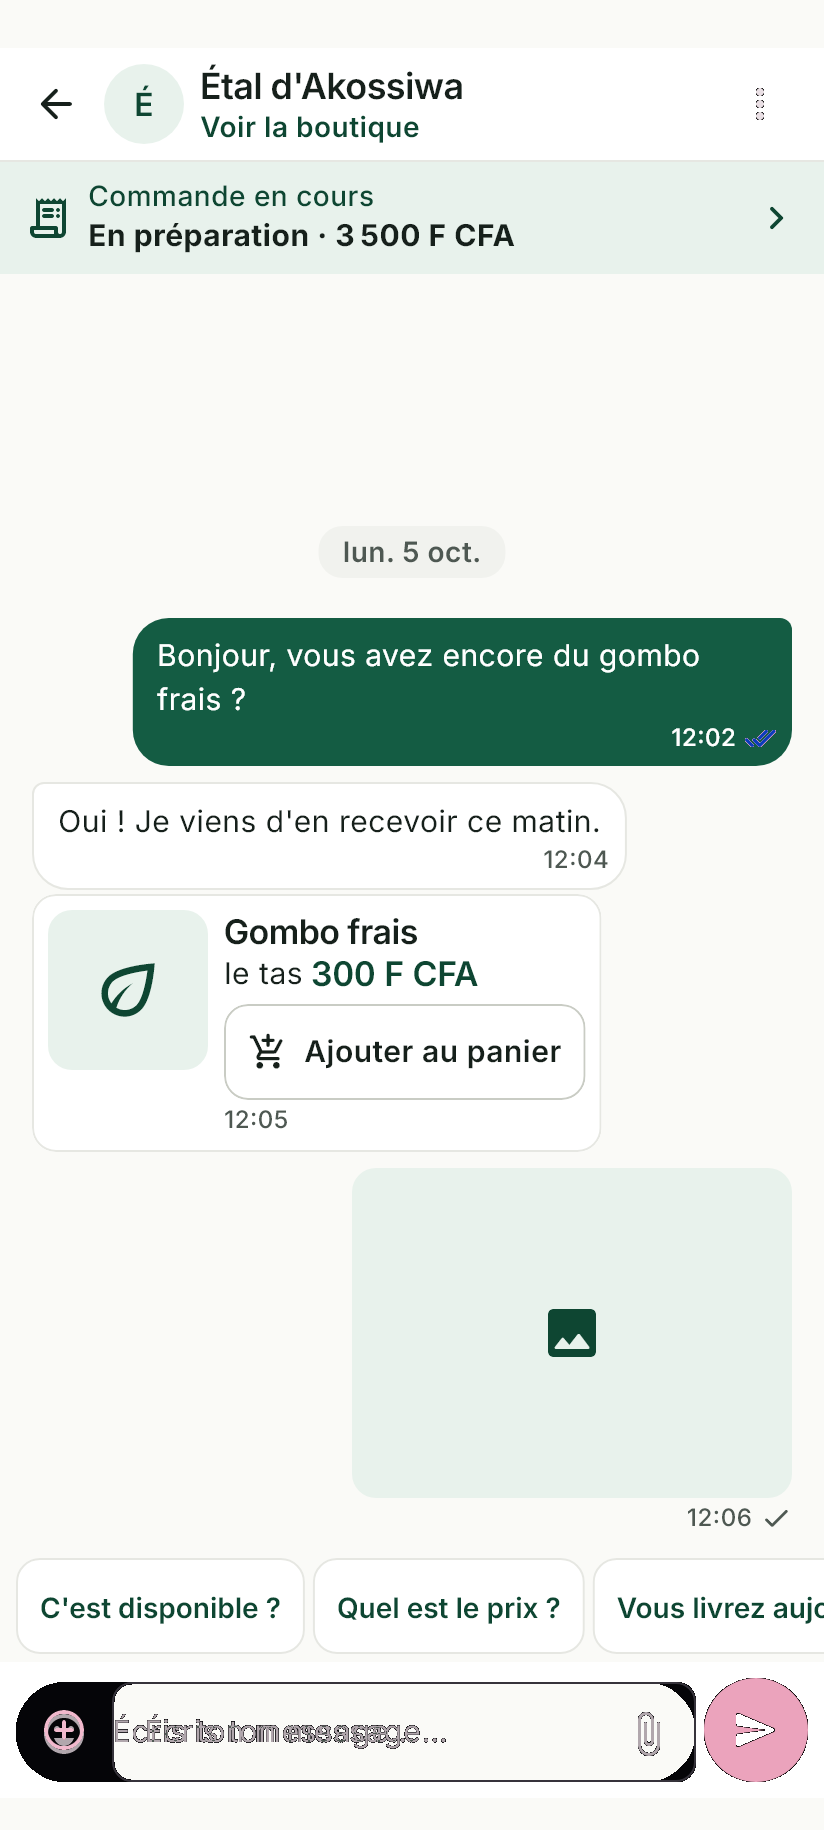 É
Étal d'Akossiwa
Voir la boutique
Commande en cours
En préparation · 3 500 F CFA
lun. 5 oct.
Bonjour, vous avez encore du gombo
frais ?
12:02
Oui ! Je viens d'en recevoir ce matin.
12:04
Gombo frais
le tas 300 F CFA
Ajouter au panier
12:05
12:06
C'est disponible ?
Quel est le prix ?
Vous livrez